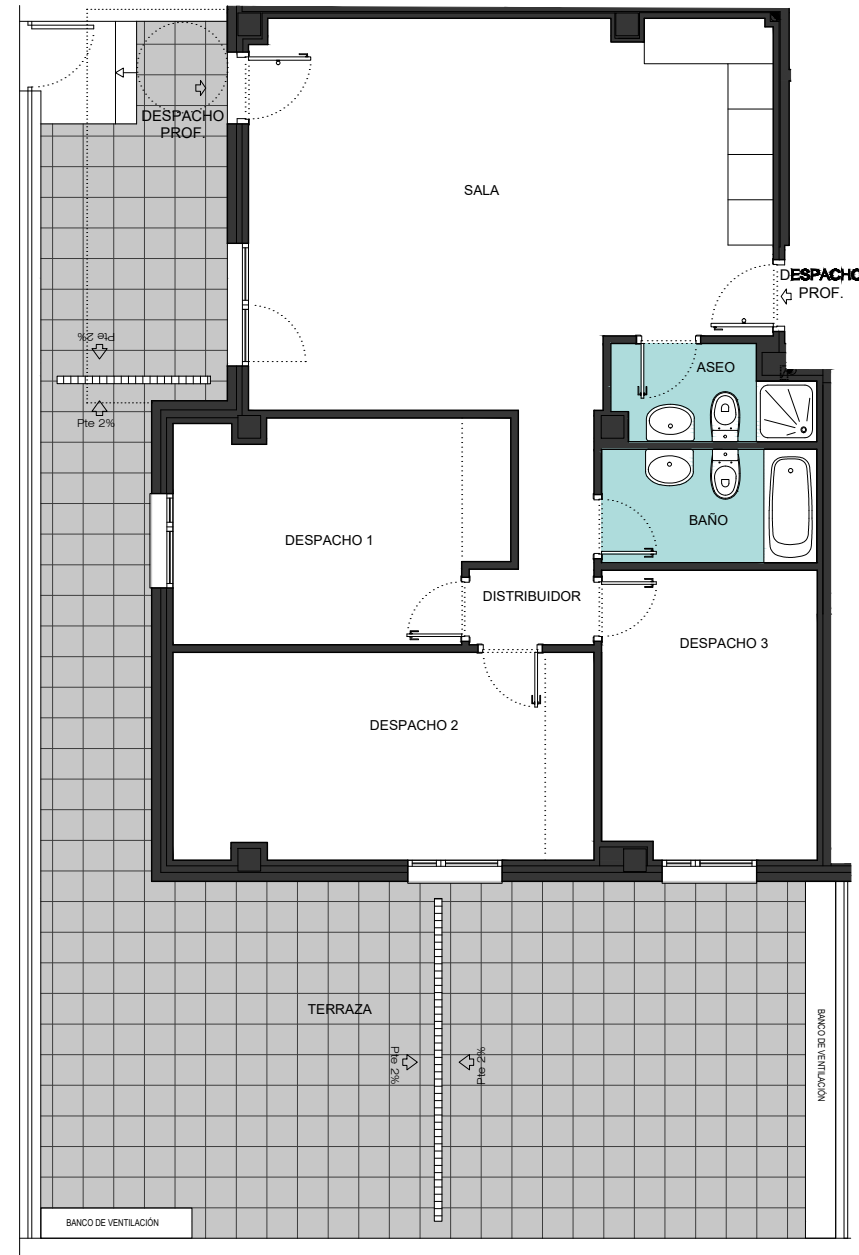 DESPACHO
PROF.
SALA
DESPACHO
PROF.
Pte 2%
Pte 2%
ASEO
BAÑO
DESPACHO 1
DISTRIBUIDOR
DESPACHO 3
DESPACHO 2
TERRAZA
Pte 2%
Pte 2%
BANCO DE VENTILACIÓN
BANCO DE VENTILACIÓN